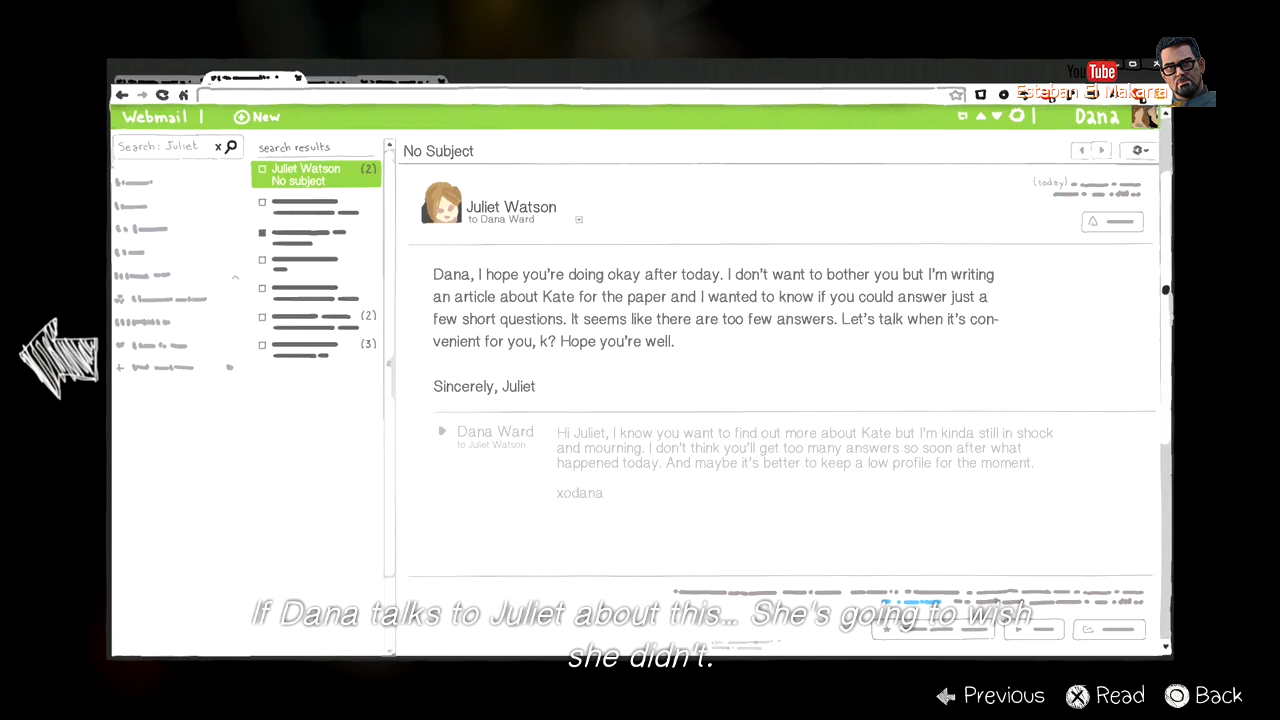 YouTube
Esteban El Makarra
Webmail |
New
Dana
Search: Juliet x
search results
No Subject
Juliet Watson (2)
No subject
(today)
Juliet Watson
to Dana Ward
Dana, I hope you're doing okay after today. I don't want to bother you but I'm writing
an article about Kate for the paper and I wanted to know if you could answer just a
few short questions. It seems like there are too few answers. Let's talk when it's con-
venient for you, k? Hope you're well.
(2)
(3)
Sincerely, Juliet
Dana Ward
to Juliet Watson
Hi Juliet, I know you want to find out more about Kate but I'm kinda still in shock
and mourning. I don't think you'll get too many answers so soon after what
happened today. And maybe it's better to keep a low profile for the moment.
xodana
If Dana talks to Juliet about this... She's going to wish
she didn't.
Previous
Read
Back